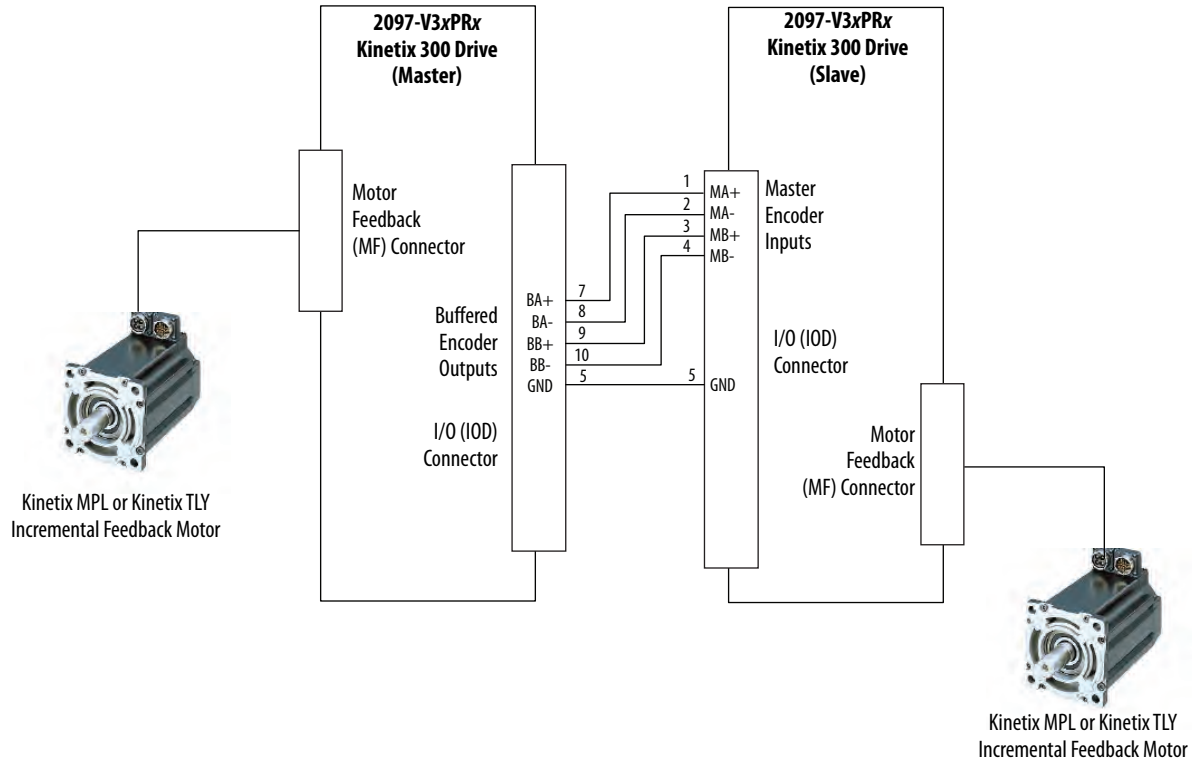 2097-V3xPRx
Kinetix 300 Drive
(Master)
2097-V3xPRx
Kinetix 300 Drive
(Slave)
Motor
Feedback
(MF) Connector
1
2
3
4
MA+
MA-
MB+
MB-
Master
Encoder
Inputs
Buffered
Encoder
Outputs
BA+
BA-
BB+
BB-
GND
7
8
9
10
5
5
GND
I/O (IOD)
Connector
I/O (IOD)
Connector
Motor
Feedback
(MF) Connector
Kinetix MPL or Kinetix TLY
Incremental Feedback Motor
Kinetix MPL or Kinetix TLY
Incremental Feedback Motor